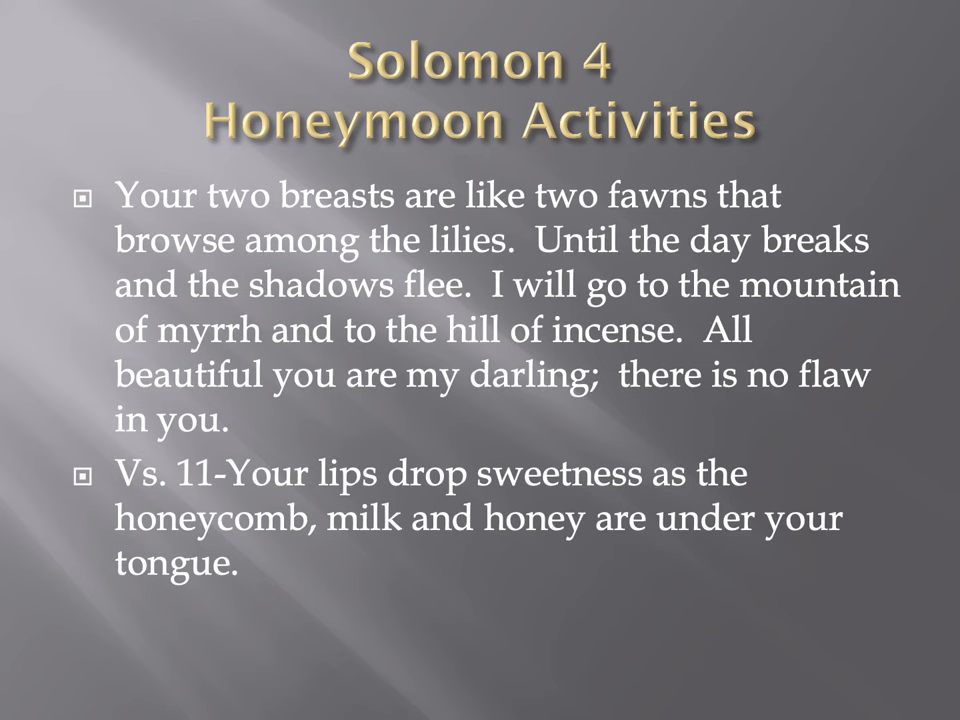 Solomon 4
Honeymoon Activities
Your two breasts are like two fawns that
browse among the lilies.  Until the day breaks
and the shadows flee.  I will go to the mountain
of myrrh and to the hill of incense.  All
beautiful you are my darling;  there is no flaw
in you.
Vs. 11-Your lips drop sweetness as the
honeycomb, milk and honey are under your
tongue.